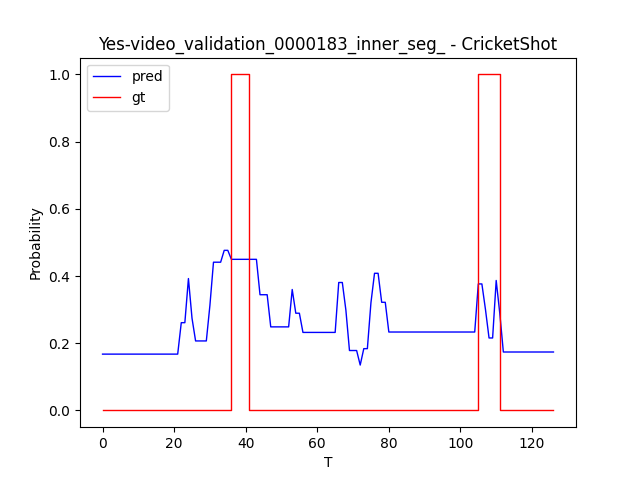 Yes-video_validation_0000183_inner_seg_ - CricketShot
pred
gt
1.0
0.8
0.6
0.4
0.2
0.0
Probability
0 20 40 60 80 100 120
T